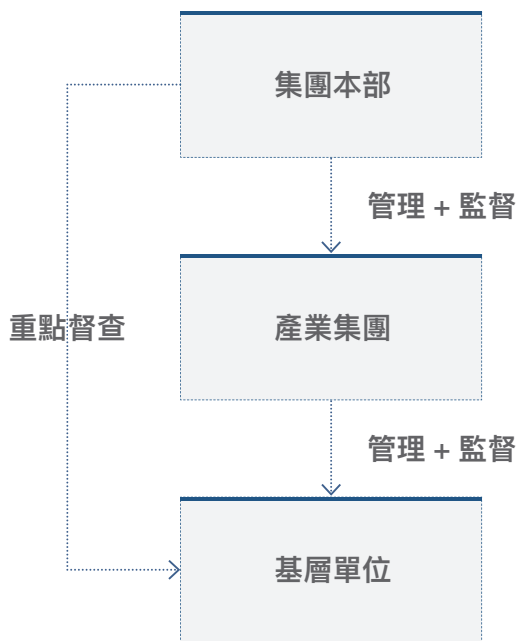 集團本部
管理 + 監督
重點督查
產業集團
管理 + 監督
基層單位